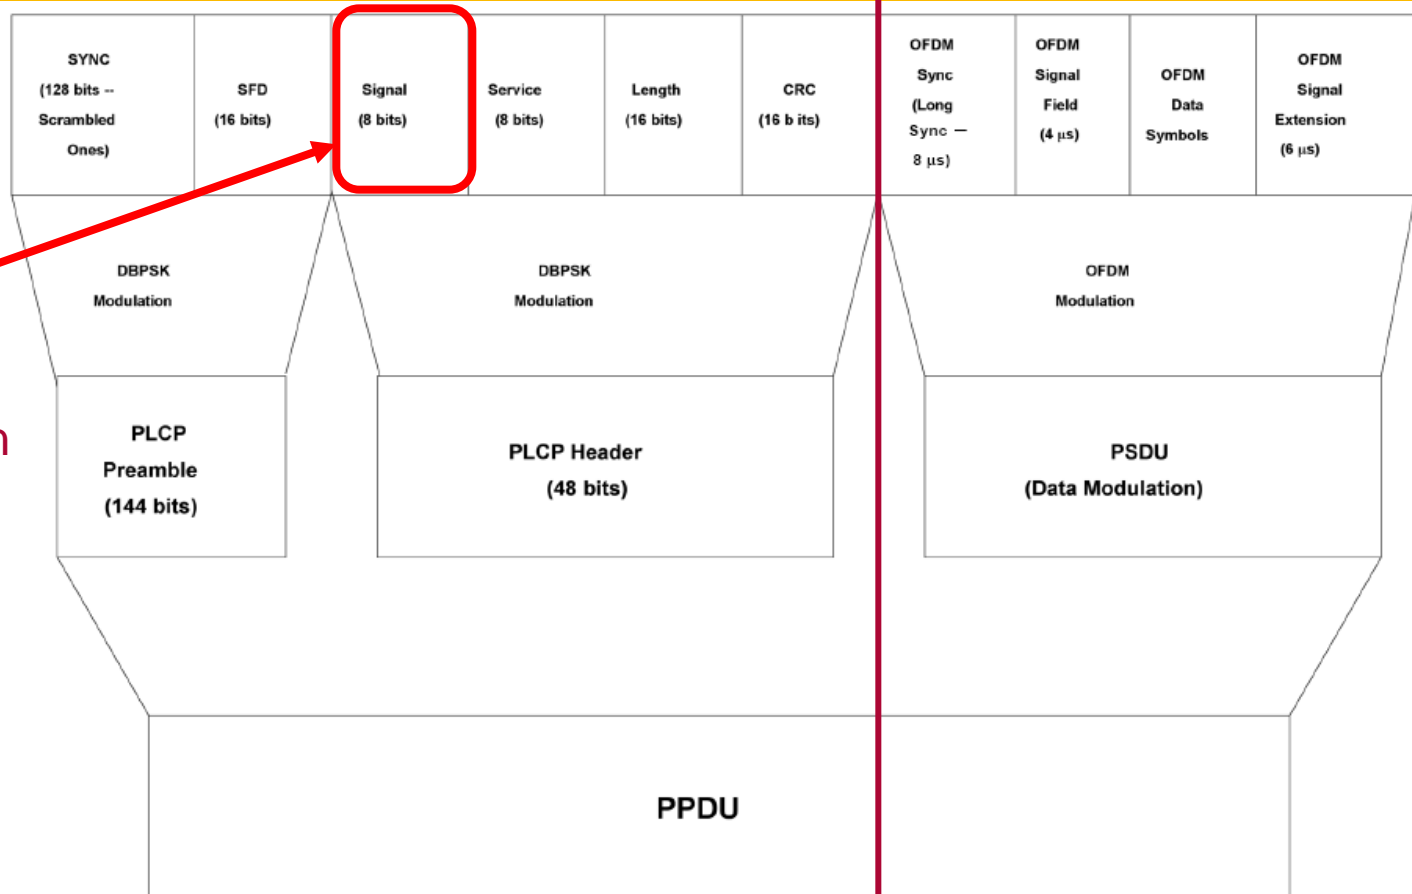 SYNC
(128 bits --
Scrambled
Ones)
SFD
(16 bits)
Signal
(8 bits)
Service
(8 bits)
Length
(16 bits)
CRC
(16 b its)
OFDM
Sync
(Long
Sync —
8 μs)
OFDM
Signal
Field
(4 μs)
OFDM
Data
Symbols
OFDM
Signal
Extension
(6 μs)
DBPSK
Modulation
DBPSK
Modulation
OFDM
Modulation
n
PLCP
Preamble
(144 bits)
PLCP Header
(48 bits)
PSDU
(Data Modulation)
PPDU